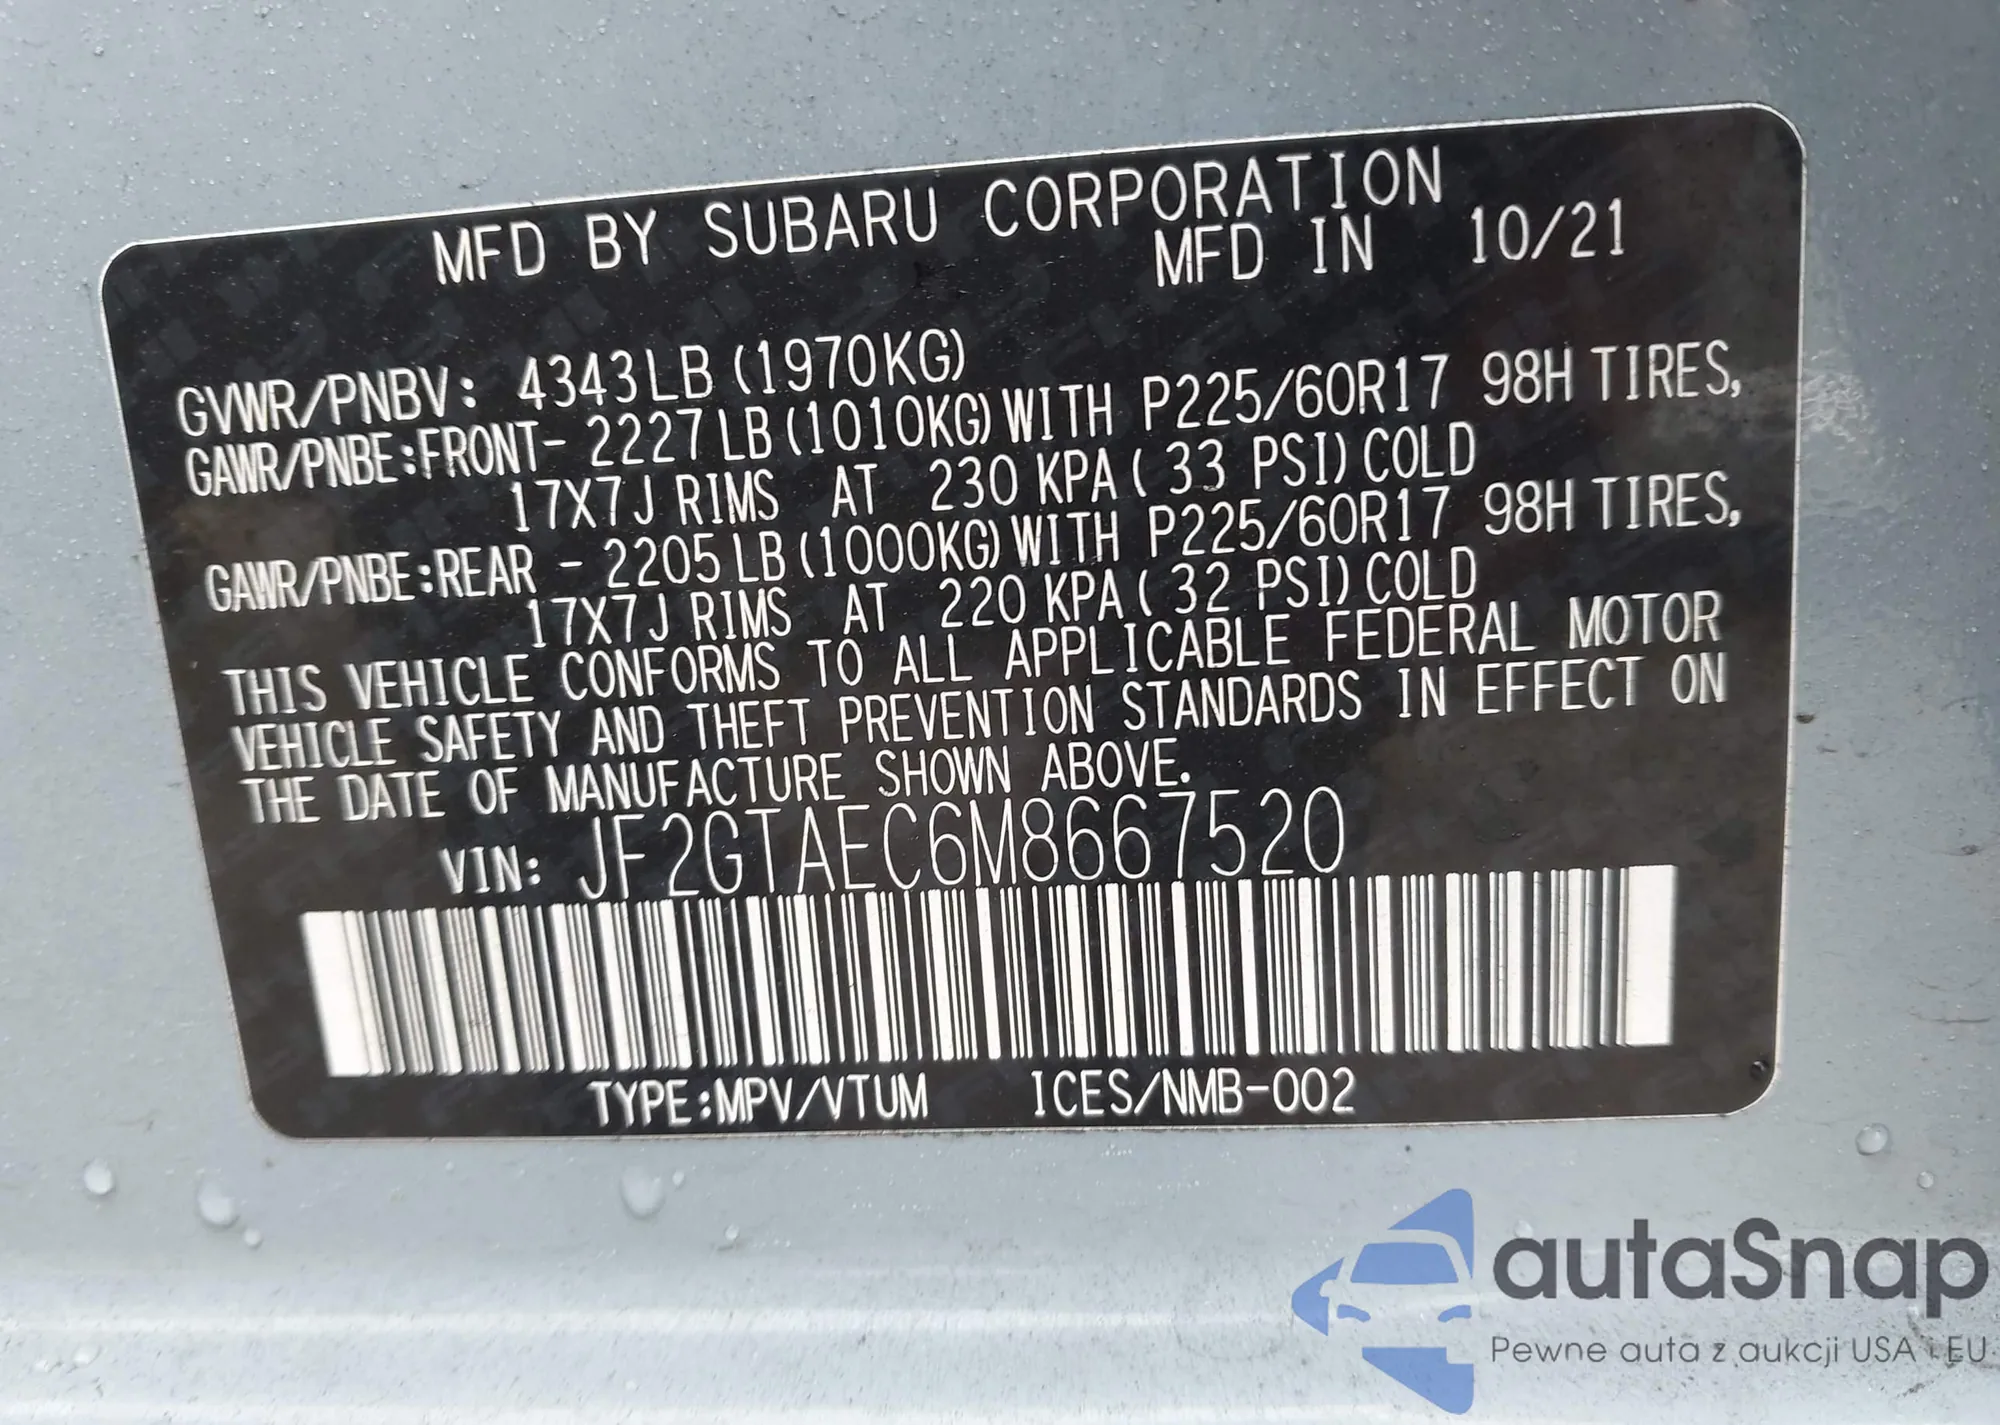 MFD BY SUBARU CORPORATION
MFD IN 10/21
GVWR/PNBV: 4343LB (1970KG)
GAWR/PNBE:FRONT- 2227LB (1010KG) WITH P225/60R17 98H TIRES,
17X7J RIMS AT 230 KPA ( 33 PSI) COLD
GAWR/PNBE:REAR - 2205LB (1000KG) WITH P225/60R17 98H TIRES,
17X7J RIMS AT 220 KPA ( 32 PSI) COLD
THIS VEHICLE CONFORMS TO ALL APPLICABLE FEDERAL MOTOR
VEHICLE SAFETY AND THEFT PREVENTION STANDARDS IN EFFECT ON
THE DATE OF MANUFACTURE SHOWN ABOVE.
VIN: JF2GTAEC6M8667520
TYPE:MPV/VTUM ICES/NMB-002
autaSnap
Pewne auta z aukcji USA i EU